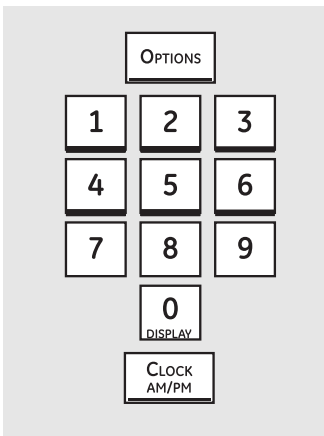 OPTIONS
1 2 3
4 5 6
7 8 9
0
DISPLAY
CLOCK
AM/PM